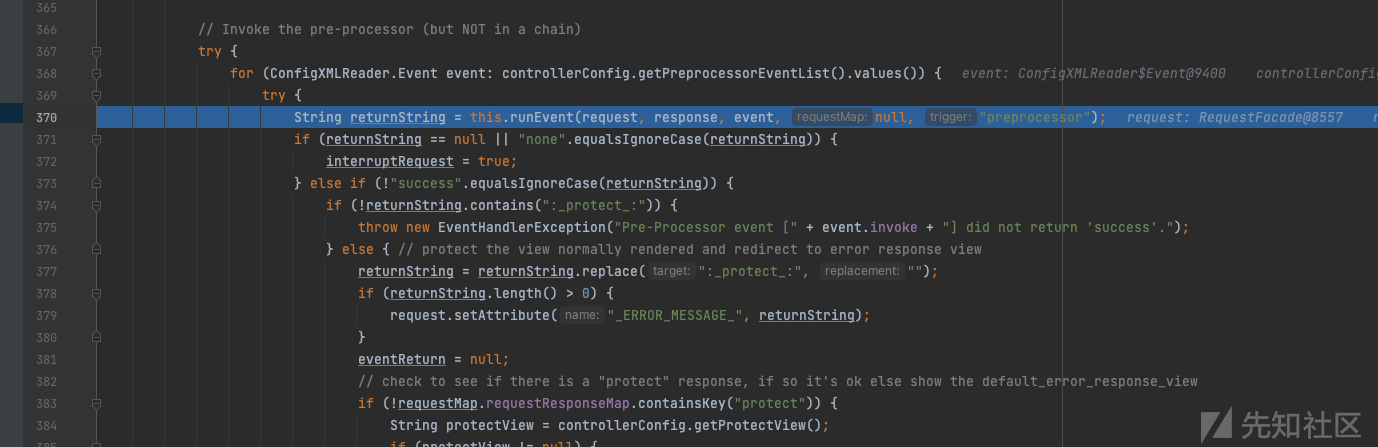 365
366 // Invoke the pre-processor (but NOT in a chain)
367 try {
368 for (ConfigXMLReader.Event event: controllerConfig.getPreprocessorEventList().values()) { event: ConfigXMLReader$Event@9400 controllerConfig
369 try {
370 String returnString = this.runEvent(request, response, event, requestMap: null, trigger: "preprocessor"); request: RequestFacade@8557
371 if (returnString == null || "none".equalsIgnoreCase(returnString)) {
372 interruptRequest = true;
373 } else if (!"success".equalsIgnoreCase(returnString)) {
374 if (!returnString.contains(":_protect_:")) {
375 throw new EventHandlerException("Pre-Processor event [" + event.invoke + "] did not return 'success'.");
376 } else { // protect the view normally rendered and redirect to error response view
377 returnString = returnString.replace( target: ":_protect_:", replacement: "");
378 if (returnString.length() > 0) {
379 request.setAttribute( name: "_ERROR_MESSAGE_", returnString);
380 }
381 eventReturn = null;
382 // check to see if there is a "protect" response, if so it's ok else show the default_error_response_view
383 if (!requestMap.requestResponseMap.containsKey("protect")) {
384 String protectView = controllerConfig.getProtectView();
385 if (protectView != null) {
先知社区